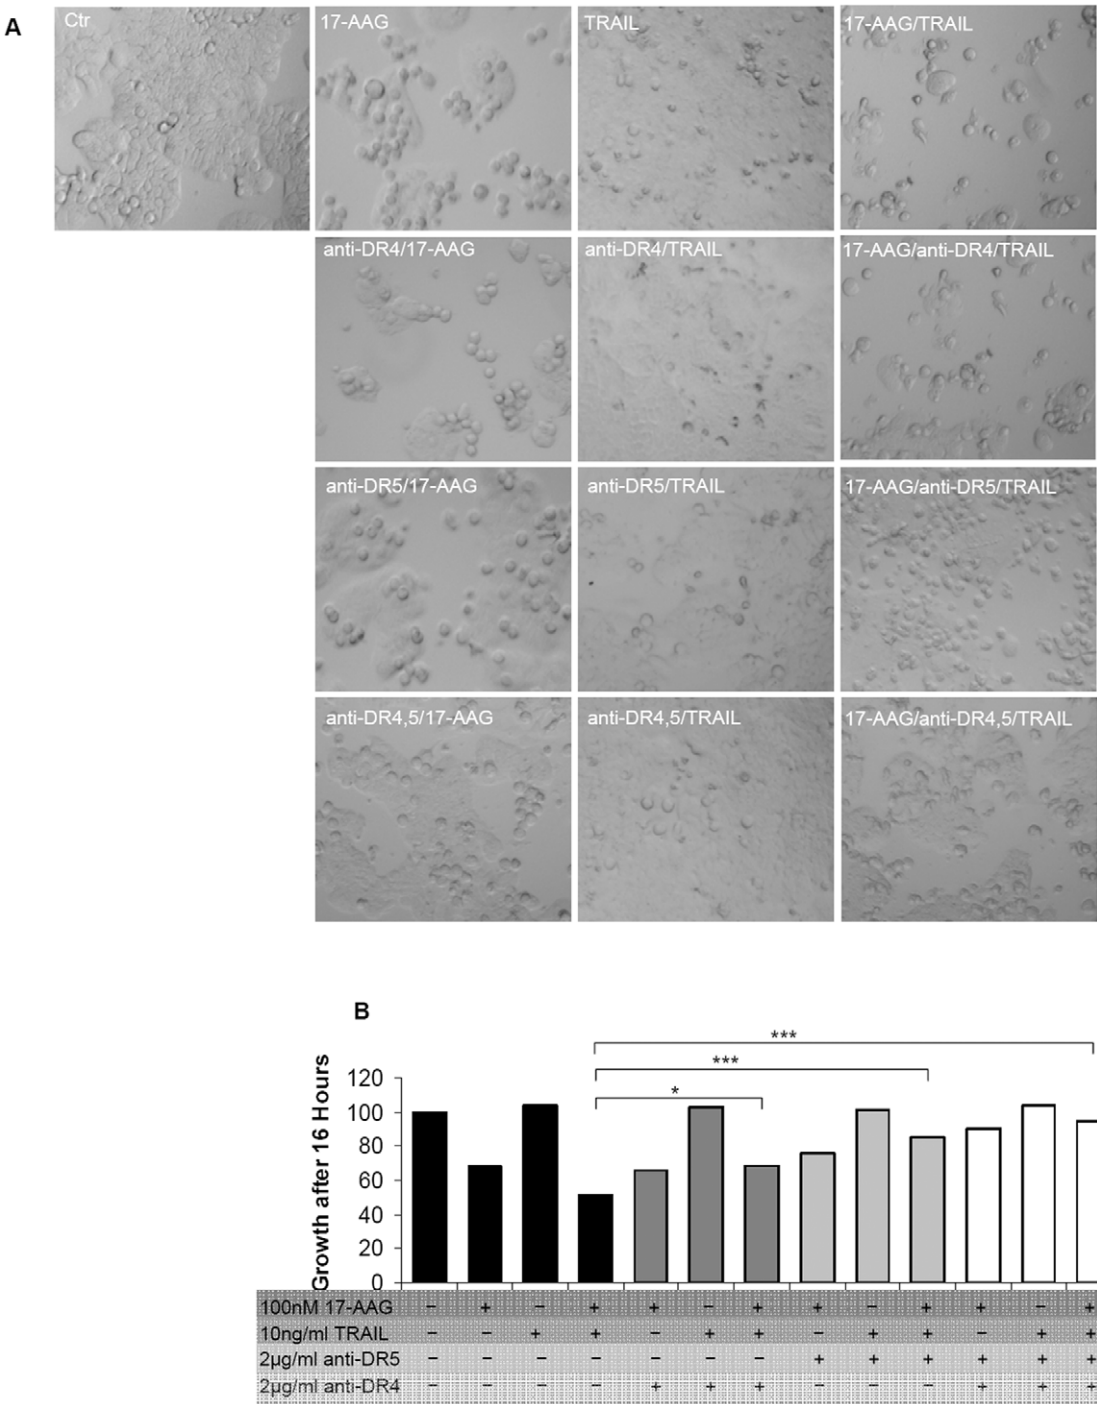 A
Ctr
17-AAG
TRAIL
17-AAG/TRAIL
anti-DR4/17-AAG
anti-DR4/TRAIL
17-AAG/anti-DR4/TRAIL
anti-DR5/17-AAG
anti-DR5/TRAIL
17-AAG/anti-DR5/TRAIL
anti-DR4,5/17-AAG
anti-DR4,5/TRAIL
17-AAG/anti-DR4,5/TRAIL
B
***
***
*
Growth after 16 Hours
120
100
80
60
40
20
0
100nM 17-AAG − + − + + − + + − + + − +
10ng/ml TRAIL − − + + − + + − + + − + +
2µg/ml anti-DR5 − − − − − − − + + + + + +
2µg/ml anti-DR4 − − − − + + + − − − + + +